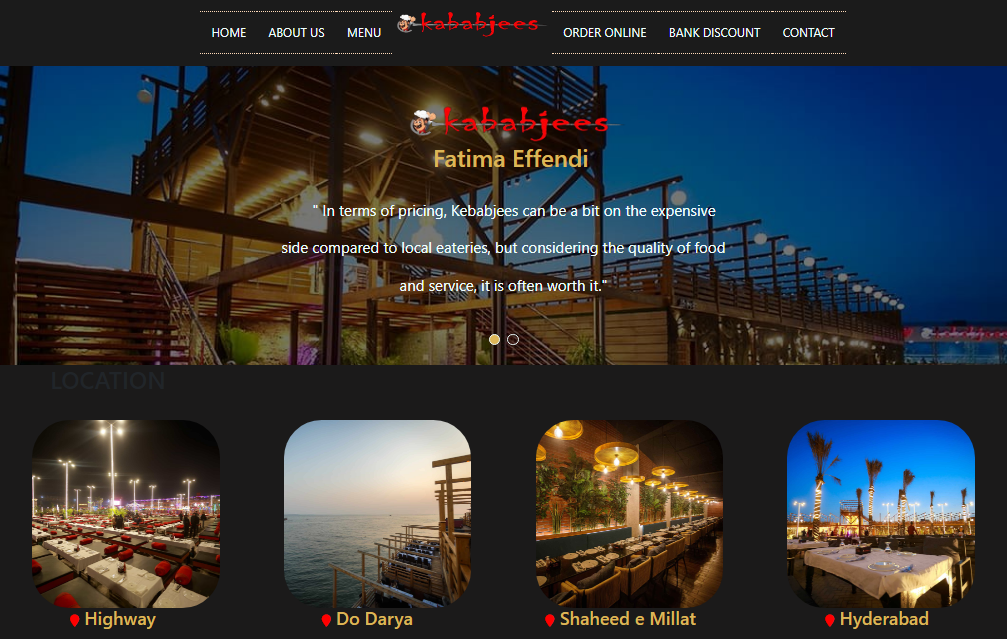 HOME ABOUT US MENU kababjees ORDER ONLINE BANK DISCOUNT CONTACT
kababjees
Fatima Effendi
" In terms of pricing, Kebabjees can be a bit on the expensive
side compared to local eateries, but considering the quality of food
and service, it is often worth it."
LOCATION
Highway Do Darya Shaheed e Millat Hyderabad